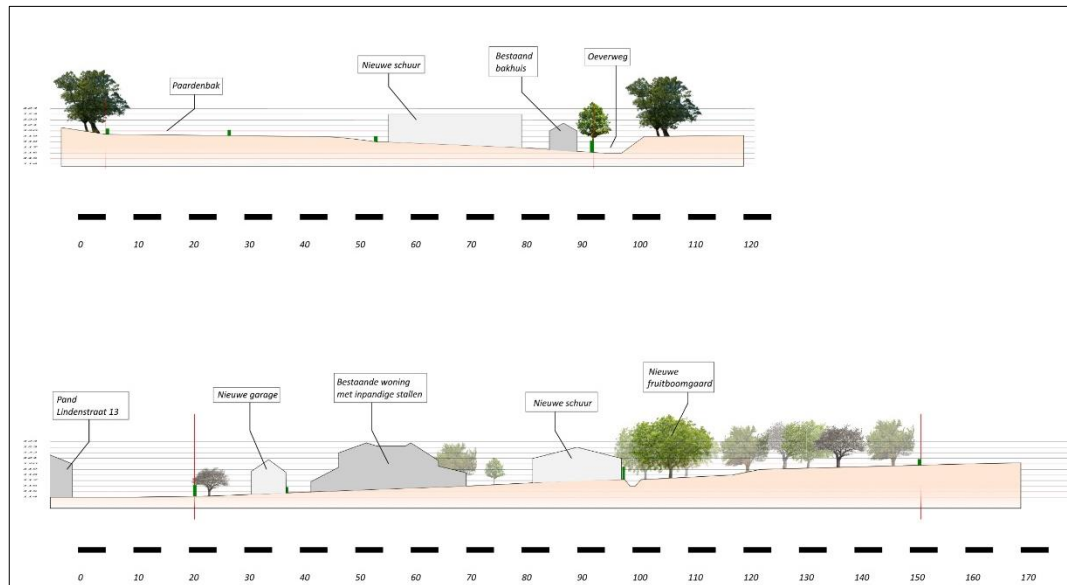 Paardenbak
Nieuwe schuur
Bestaand
bakhuis
Oeverweg
0 10 20 30 40 50 60 70 80 90 100 110 120
Pand
Lindenstraat 13
Nieuwe garage
Bestaande woning
met inpandige stallen
Nieuwe schuur
Nieuwe
fruitboomgaard
0 10 20 30 40 50 60 70 80 90 100 110 120 130 140 150 160 170